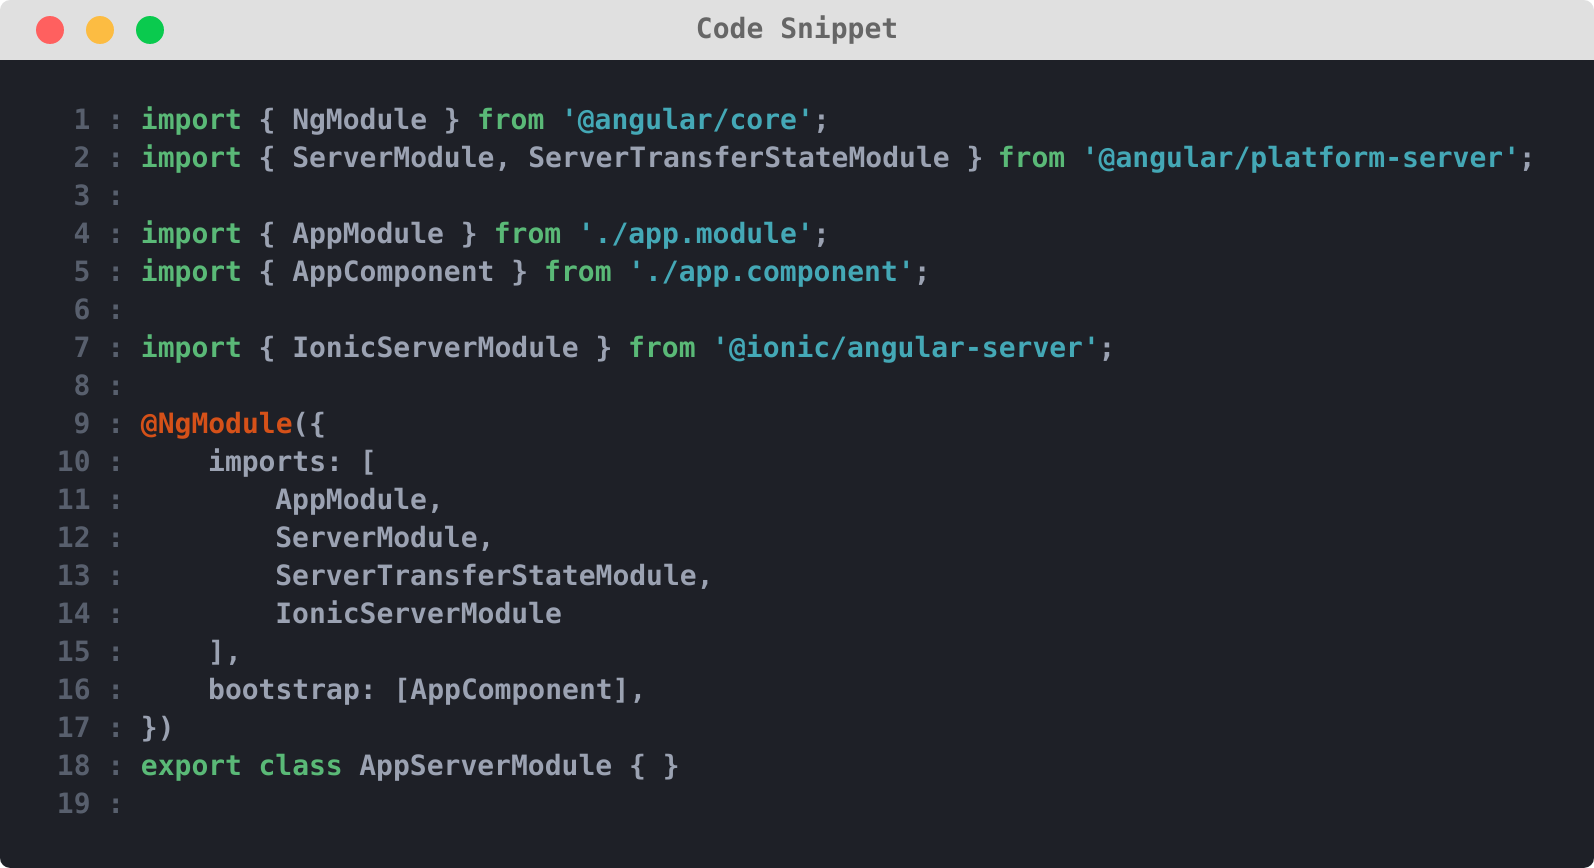 Code Snippet
1 : import { NgModule } from '@angular/core';
2 : import { ServerModule, ServerTransferStateModule } from '@angular/platform-server';
3 :
4 : import { AppModule } from './app.module';
5 : import { AppComponent } from './app.component';
6 :
7 : import { IonicServerModule } from '@ionic/angular-server';
8 :
9 : @NgModule({
10 :     imports: [
11 :         AppModule,
12 :         ServerModule,
13 :         ServerTransferStateModule,
14 :         IonicServerModule
15 :     ],
16 :     bootstrap: [AppComponent],
17 : })
18 : export class AppServerModule { }
19 :